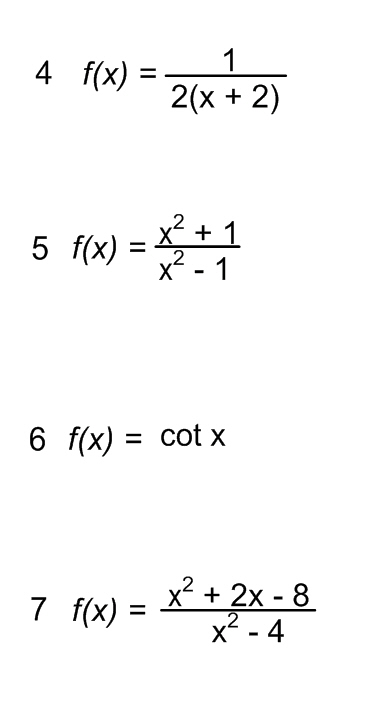 4 f(x) = 1
2(x + 2)
5 f(x) = x² + 1
x² - 1
6 f(x) = cot x
7 f(x) = x² + 2x - 8
x² - 4